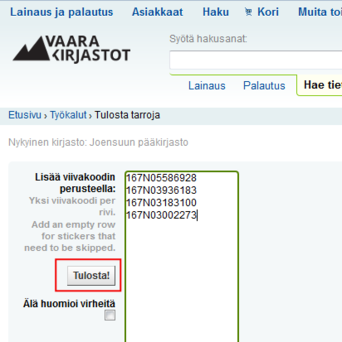 Lainaus ja palautus Asiakkaat Haku Kori Muita toi
VAARA
KIRJASTOT
Syötä hakusanat:
Lainaus Palautus Hae tie
Etusivu › Työkalut › Tulosta tarroja
Nykyinen kirjasto: Joensuun pääkirjasto
Lisää viivakoodin
perusteella:
Yksi viivakoodi per
rivi.
Add an empty row
for stickers that
need to be skipped.
167N05586928
167N03936183
167N03183100
167N03002273
Tulosta!
Älä huomioi virheitä